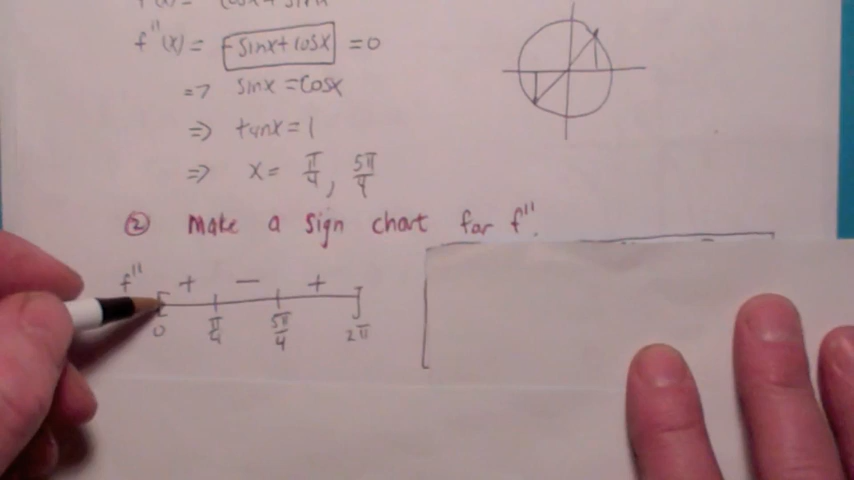 f''(x) = -sinx + cosx = 0
=> sinx = cosx
=> tanx = 1
=> x = π/4, 5π/4
② Make a sign chart for f''.
f'' + − +
0 π/4 5π/4 2π